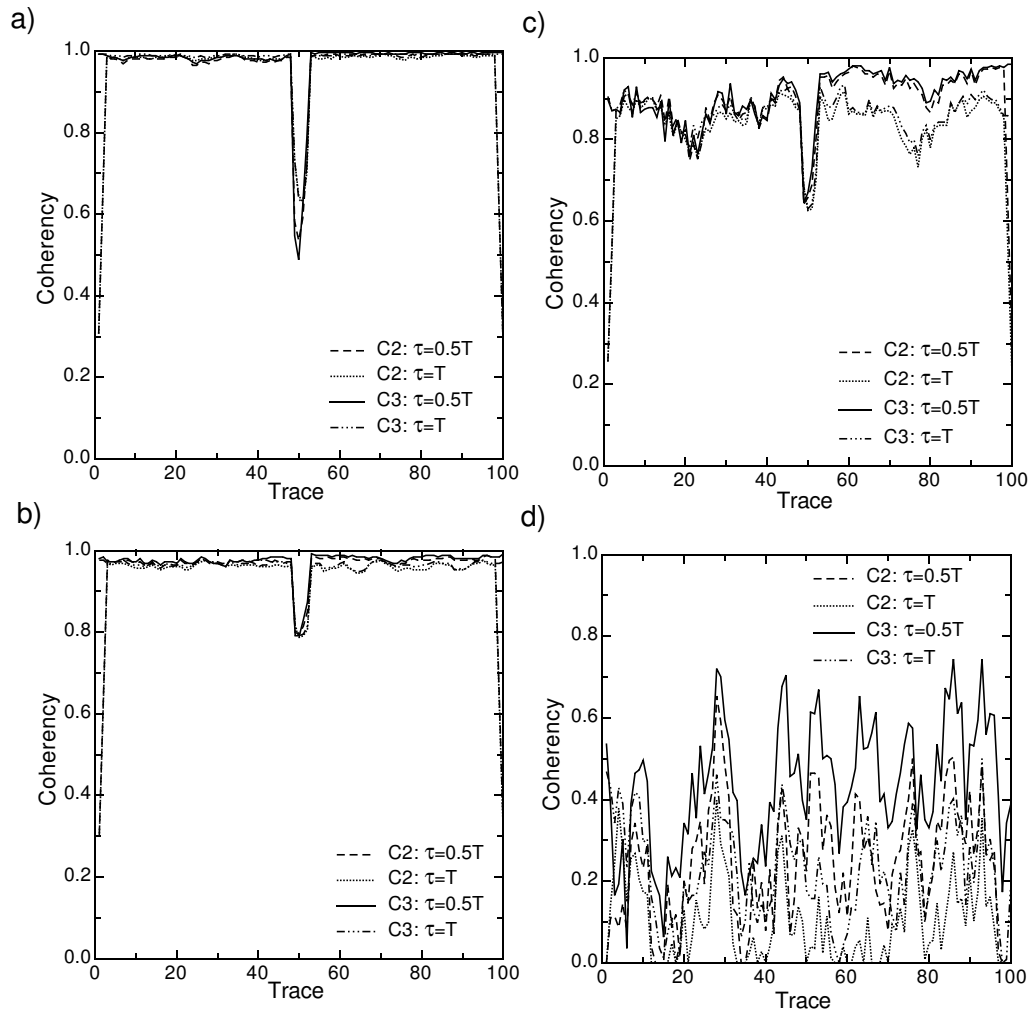 a)
1.0
0.8
0.6
0.4
0.2
0.0
Coherency
C2: τ=0.5T
C2: τ=T
C3: τ=0.5T
C3: τ=T
0 20 40 60 80 100
Trace
c)
1.0
0.8
0.6
0.4
0.2
0.0
Coherency
C2: τ=0.5T
C2: τ=T
C3: τ=0.5T
C3: τ=T
0 20 40 60 80 100
Trace
b)
1.0
0.8
0.6
0.4
0.2
0.0
Coherency
C2: τ=0.5T
C2: τ=T
C3: τ=0.5T
C3: τ=T
0 20 40 60 80 100
Trace
d)
1.0
0.8
0.6
0.4
0.2
0.0
Coherency
C2: τ=0.5T
C2: τ=T
C3: τ=0.5T
C3: τ=T
0 20 40 60 80 100
Trace